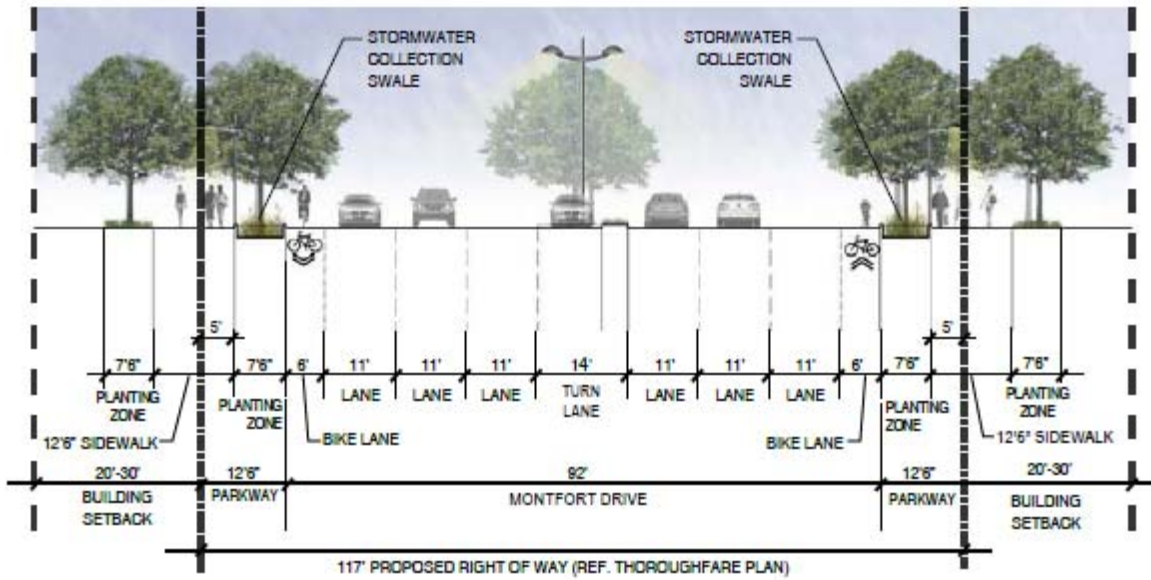 STORMWATER
COLLECTION
SWALE
STORMWATER
COLLECTION
SWALE
5'
5'
7'6" 7'6" 6' 11' 11' 11' 14' 11' 11' 11' 6' 7'6" 7'6"
PLANTING
ZONE
PLANTING
ZONE
LANE LANE LANE
TURN
LANE
LANE LANE LANE
PLANTING
ZONE
PLANTING
ZONE
12'6" SIDEWALK
BIKE LANE
BIKE LANE
12'6" SIDEWALK
20'-30' 12'6" 92' 12'6" 20'-30'
BUILDING
SETBACK
PARKWAY
MONTFORT DRIVE
PARKWAY
BUILDING
SETBACK
117' PROPOSED RIGHT OF WAY (REF. THOROUGHFARE PLAN)